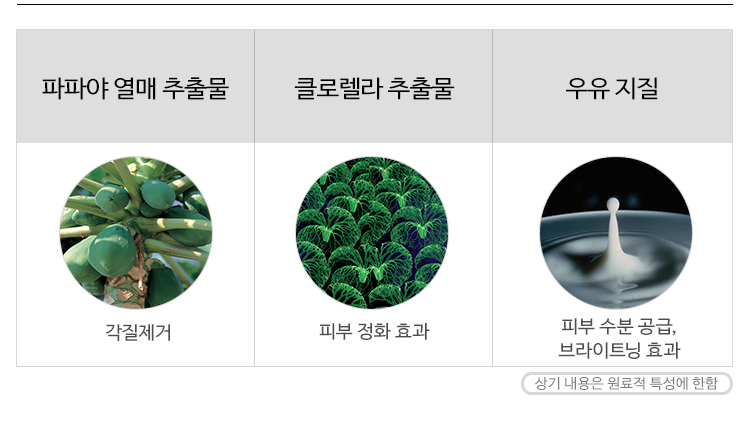 파파야 열매 추출물
클로렐라 추출물
우유 지질
각질제거
피부 정화 효과
피부 수분 공급,
브라이트닝 효과
상기 내용은 원료적 특성에 한함